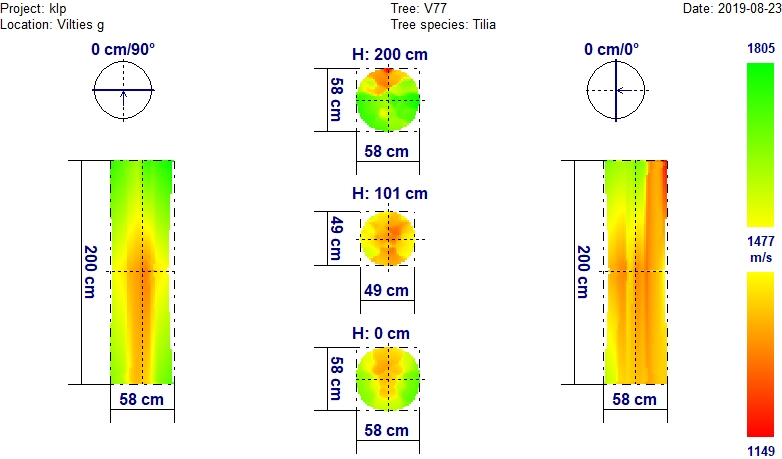 Project: klp
Tree: V77
Date: 2019-08-23
Location: Vilties g
Tree species: Tilia
0 cm/90°
H: 200 cm
0 cm/0°
1805
58 cm
58 cm
H: 101 cm
200 cm
49 cm
200 cm
1477
m/s
49 cm
H: 0 cm
58 cm
58 cm
58 cm
58 cm
1149